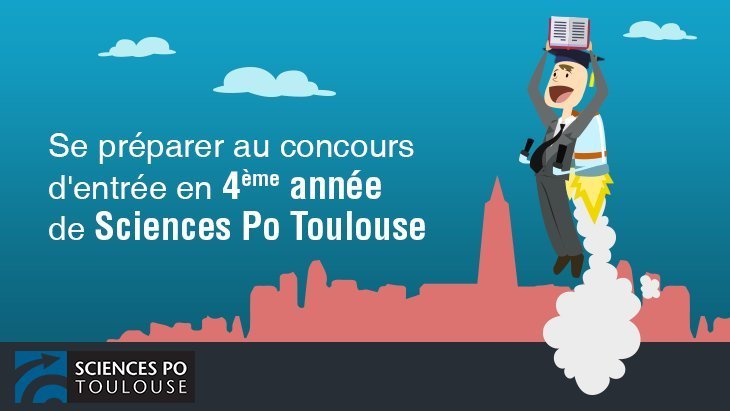 Se préparer au concours
d'entrée en 4ème année
de Sciences Po Toulouse
SCIENCES PO
TOULOUSE